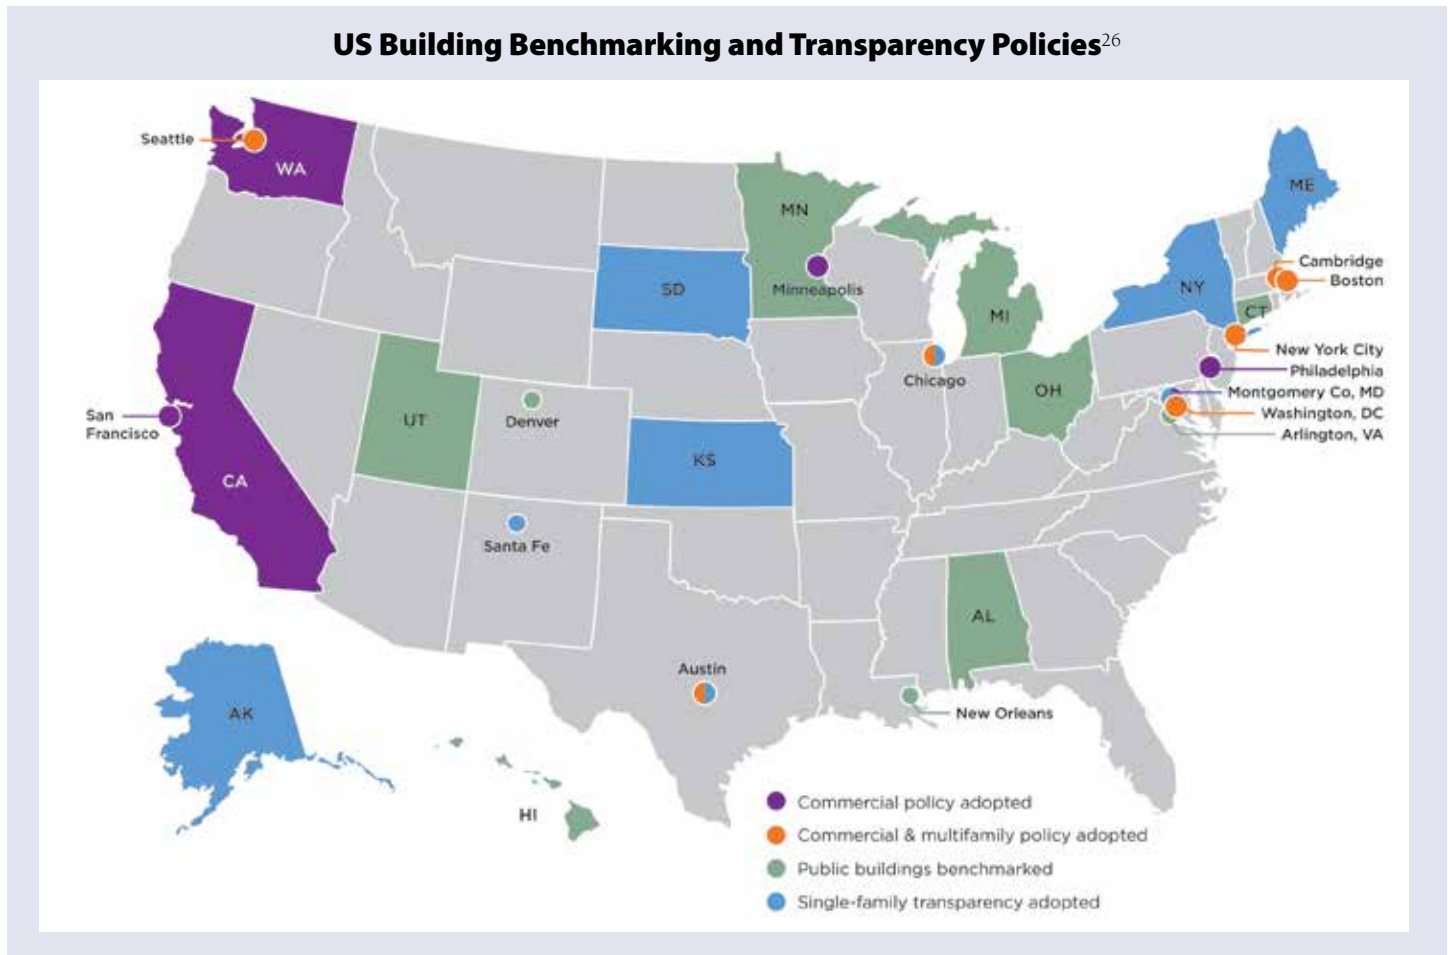 US Building Benchmarking and Transparency Policies26
Seattle
WA
MN
ME
Cambridge
Boston
SD
Minneapolis
NY
MI
CT
New York City
Philadelphia
Chicago
Montgomery Co, MD
Washington, DC
Arlington, VA
OH
UT
Denver
San
Francisco
KS
CA
Santa Fe
AL
Austin
AK
New Orleans
HI
Commercial policy adopted
Commercial & multifamily policy adopted
Public buildings benchmarked
Single-family transparency adopted